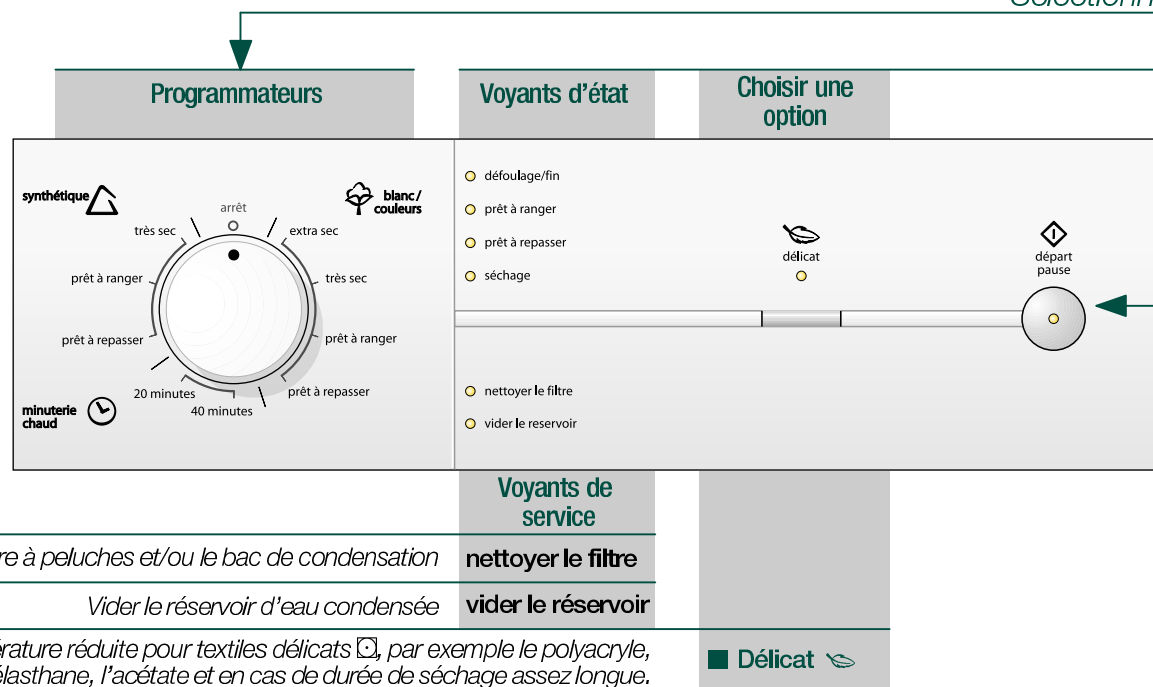 Programmateurs
Voyants d'état
Choisir une
option
synthétique
blanc/
couleurs
arrêt
très sec
extra sec
prêt à ranger
très sec
prêt à repasser
prêt à ranger
20 minutes
prêt à repasser
40 minutes
minuterie
chaud
défoulage/fin
prêt à ranger
prêt à repasser
séchage
délicat
départ
pause
nettoyer le filtre
vider le reservoir
Voyants de
service
à peluches et/ou le bac de condensation nettoyer le filtre
Vider le réservoir d'eau condensée vider le réservoir
réduite pour textiles délicats , par exemple le polyacryle,
l'acétate et en cas de durée de séchage assez longue.
Délicat